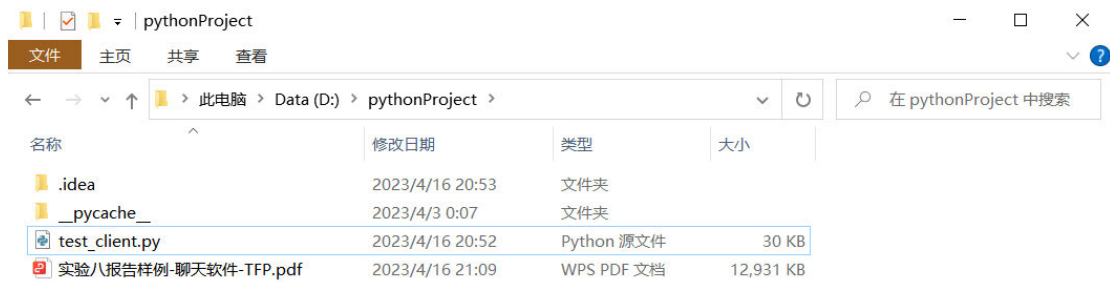 pythonProject
文件 主页 共享 查看
此电脑 > Data (D:) > pythonProject > 在 pythonProject 中搜索
名称 修改日期 类型 大小
.idea 2023/4/16 20:53 文件夹
__pycache__ 2023/4/3 0:07 文件夹
test_client.py 2023/4/16 20:52 Python 源文件 30 KB
实验八报告样例-聊天软件-TFP.pdf 2023/4/16 21:09 WPS PDF 文档 12,931 KB